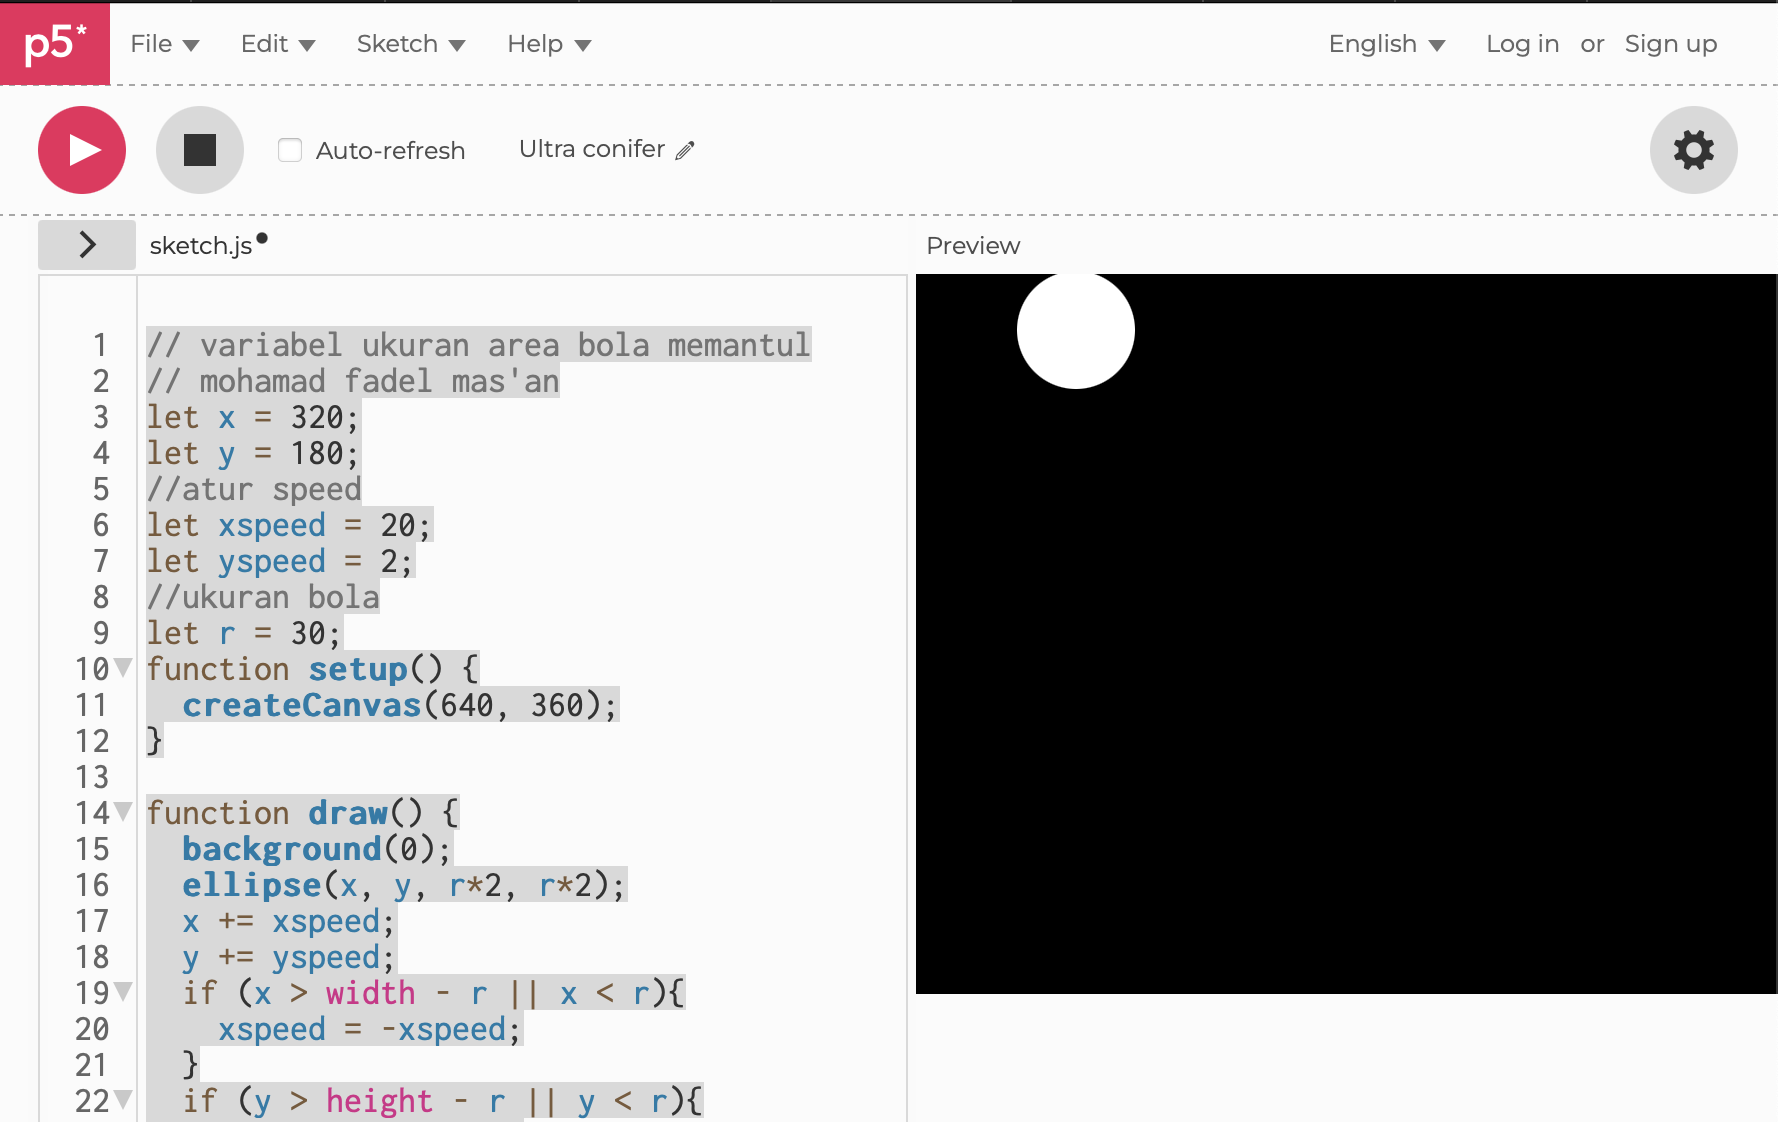 p5* File Edit Sketch Help English Log in or Sign up
Auto-refresh Ultra conifer
sketch.js Preview
1 // variabel ukuran area bola memantul
2 // mohamad fadel mas'an
3 let x = 320;
4 let y = 180;
5 //atur speed
6 let xspeed = 20;
7 let yspeed = 2;
8 //ukuran bola
9 let r = 30;
10 function setup() {
11 createCanvas(640, 360);
12 }
13
14 function draw() {
15 background(0);
16 ellipse(x, y, r*2, r*2);
17 x += xspeed;
18 y += yspeed;
19 if (x > width - r || x < r){
20 xspeed = -xspeed;
21 }
22 if (y > height - r || y < r){